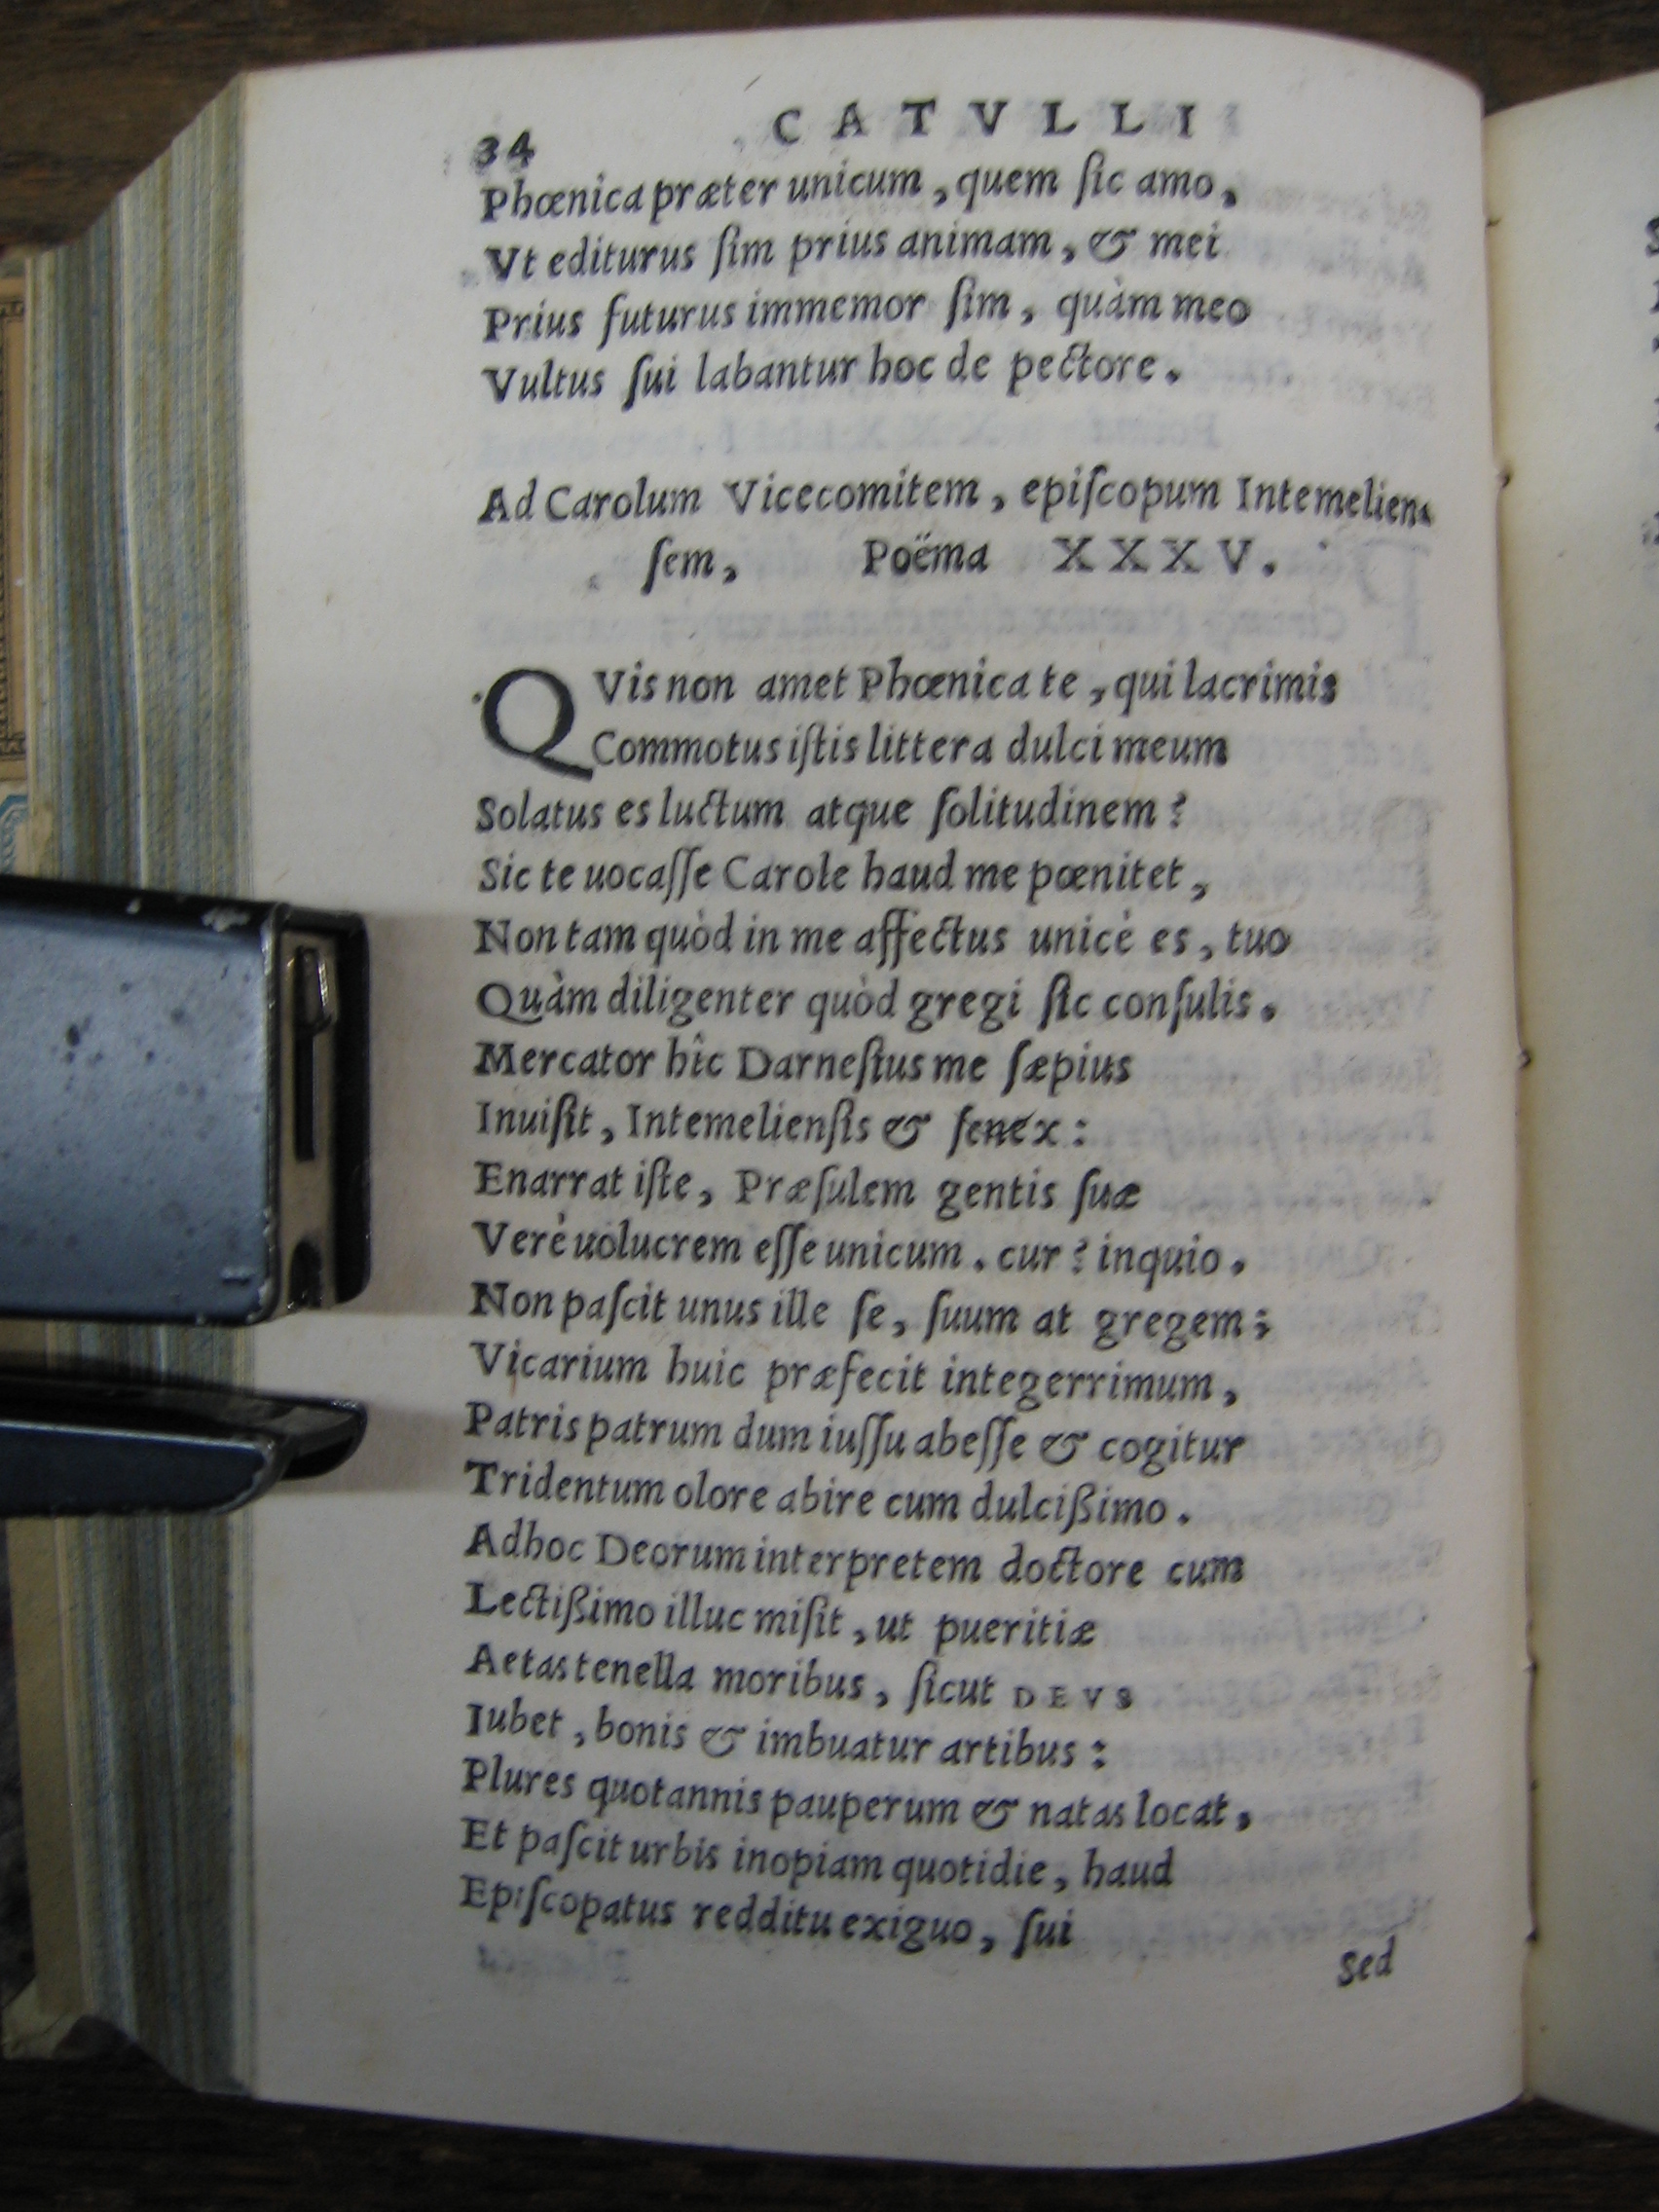 34 CATVLLI
Phœnica præter unicum, quem ſic amo,
Vt editurus ſim prius animam, & mei
Prius futurus immemor ſim, quàm meo
Vultus ſui labantur hoc de pectore.
Ad Carolum Vicecomitem, epiſcopum Intemelien-
ſem, Poëma XXXV.
QVis non amet Phœnica te, qui lacrimis
Commotus iſtis littera dulci meum
Solatus es luctum atque ſolitudinem?
Sic te uocaſſe Carole haud me pœnitet,
Non tam quòd in me affectus unicè es, tuo
Quàm diligenter quòd gregi ſic conſulis.
Mercator hîc Darneſius me ſæpius
Inuiſit, Intemelienſis & ſenex:
Enarrat iſte, Præſulem gentis ſuæ
Verè uolucrem eſſe unicum. cur? inquio.
Non paſcit unus ille ſe, ſuum at gregem;
Vicarium huic præfecit integerrimum,
Patris patrum dum iuſſu abeſſe & cogitur
Tridentum olore abire cum dulcißimo.
Adhoc Deorum interpretem doctore cum
Lectißimo illuc miſit, ut pueritiæ
Aetas tenella moribus, ſicut DEVS
Iubet, bonis & imbuatur artibus:
Plures quotannis pauperum & natas locat,
Et paſcit urbis inopiam quotidie, haud
Epiſcopatus redditu exiguo, ſui
Sed